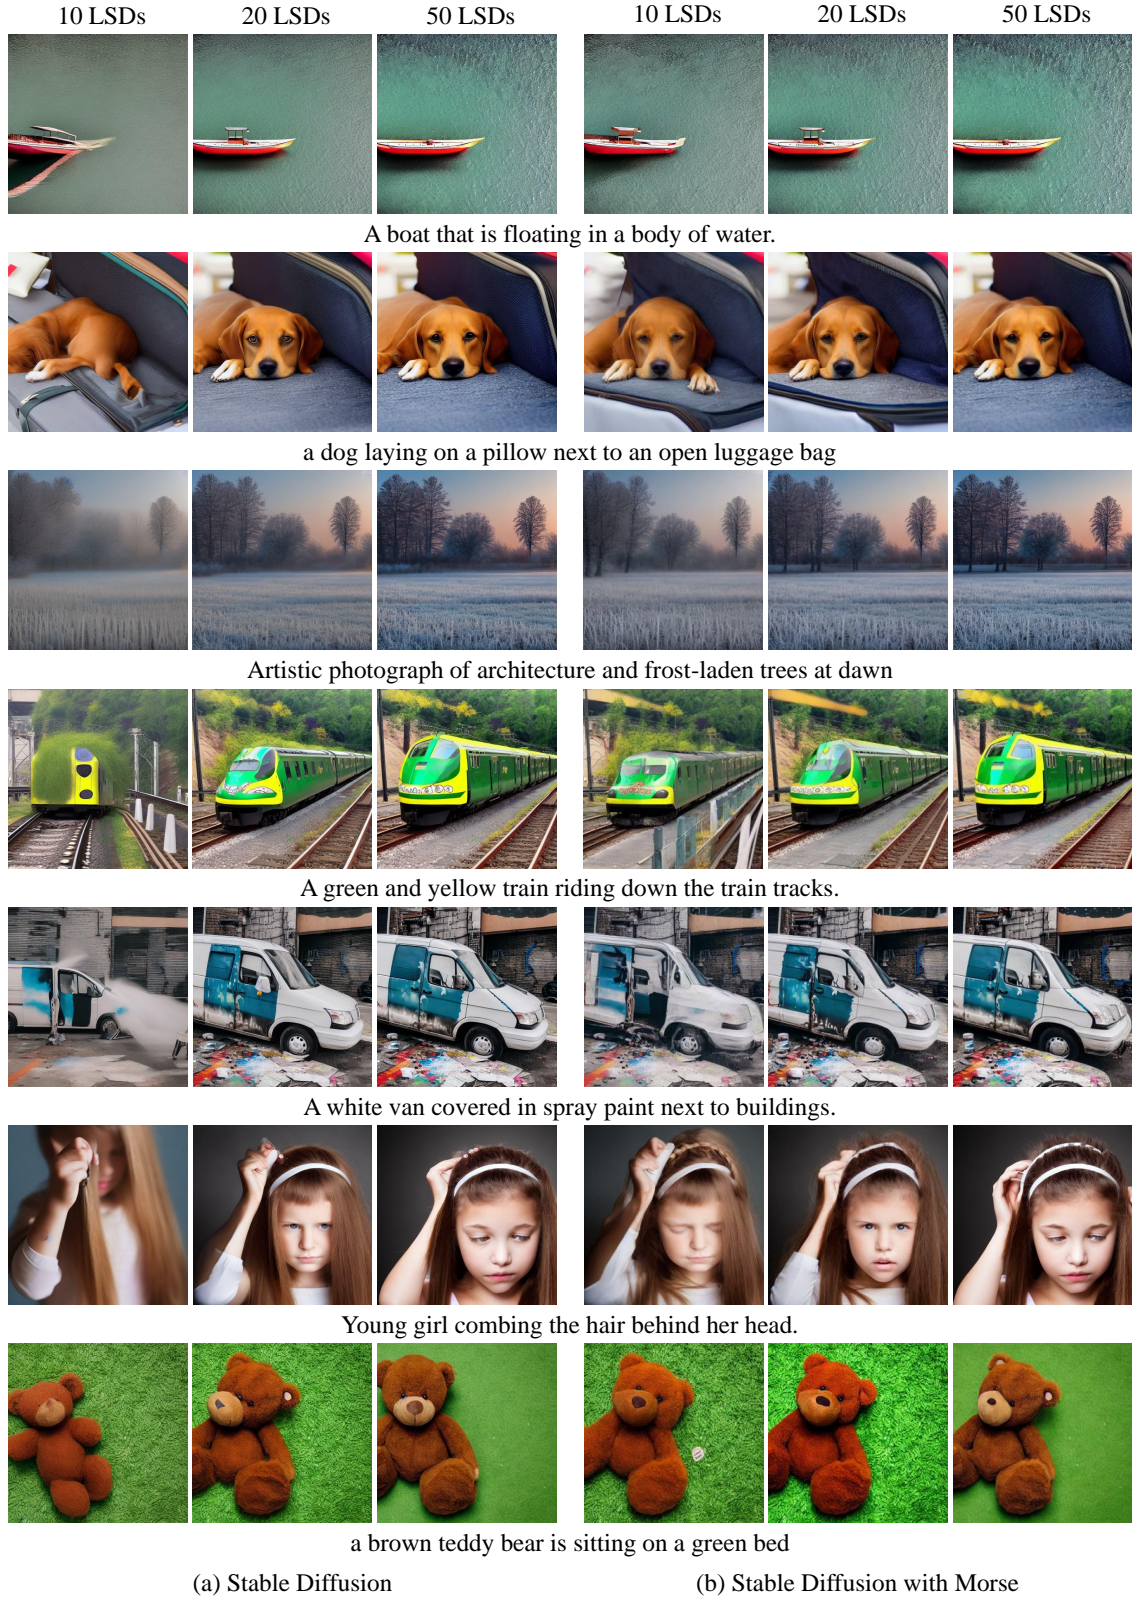 10 LSDs 20 LSDs 50 LSDs 10 LSDs 20 LSDs 50 LSDs
A boat that is floating in a body of water.
a dog laying on a pillow next to an open luggage bag
Artistic photograph of architecture and frost-laden trees at dawn
A green and yellow train riding down the train tracks.
A white van covered in spray paint next to buildings.
Young girl combing the hair behind her head.
a brown teddy bear is sitting on a green bed
(a) Stable Diffusion (b) Stable Diffusion with Morse